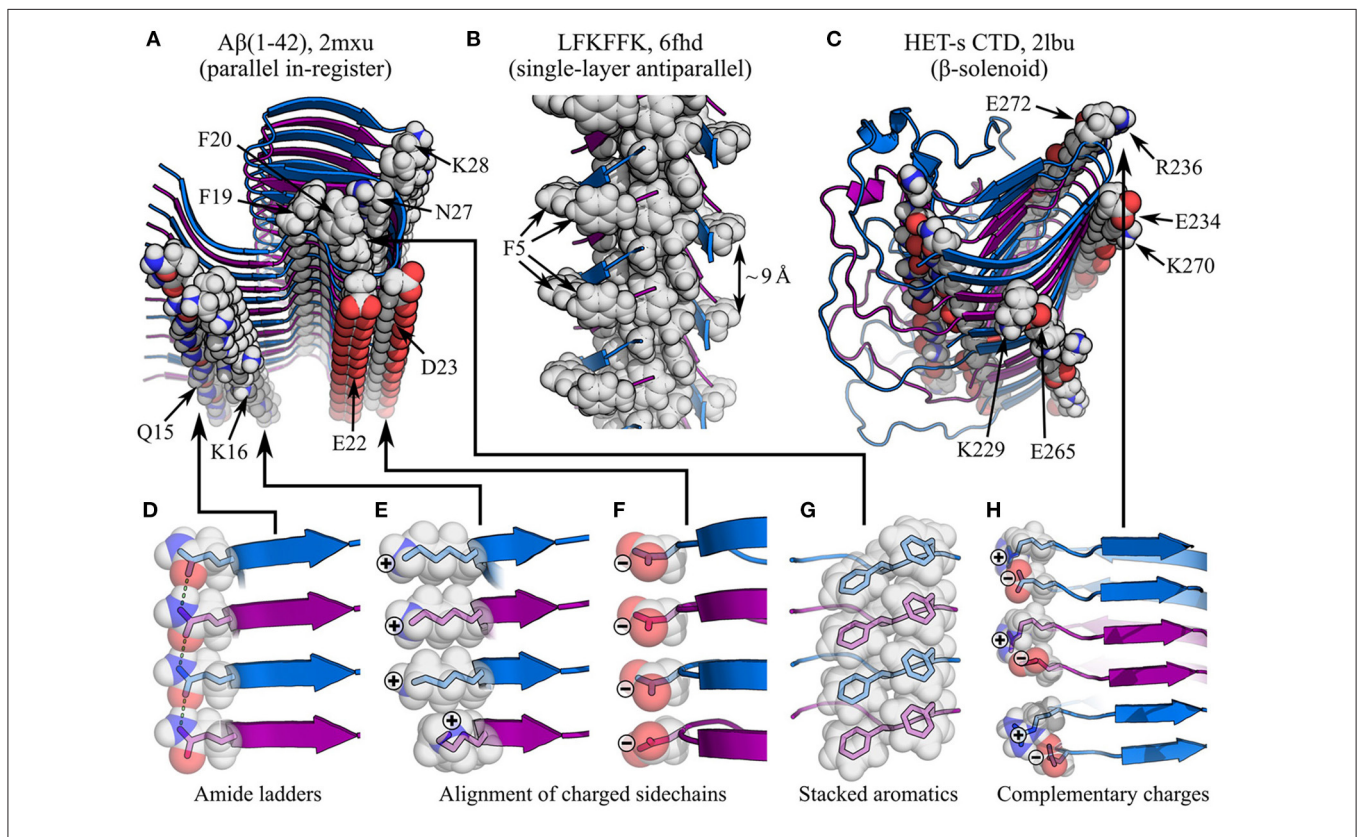 A
Aβ(1-42), 2mxu
(parallel in-register)
F20
F19
K28
N27
D23
Q15
K16
E22
B
LFKFFK, 6fhd
(single-layer antiparallel)
F5
~9 Å
C
HET-s CTD, 2lbu
(β-solenoid)
E272
R236
E234
K270
K229
E265
D
Amide ladders
E
+
+
+
+
F
−
−
−
−
Alignment of charged sidechains
G
Stacked aromatics
H
+
−
+
−
+
−
Complementary charges